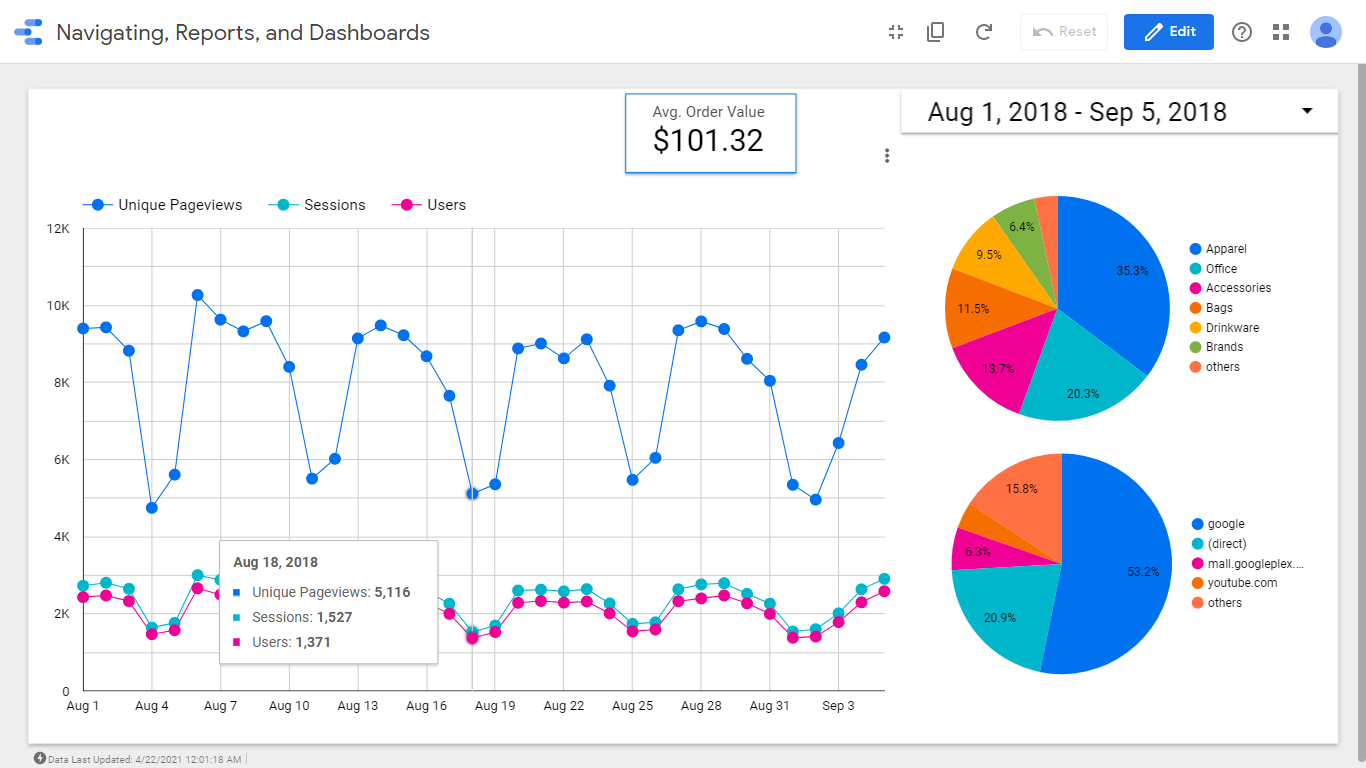 Navigating, Reports, and Dashboards
Reset
Edit
Avg. Order Value
$101.32
Aug 1, 2018 - Sep 5, 2018
Unique Pageviews
Sessions
Users
12K
10K
8K
6K
4K
2K
0
Aug 1
Aug 4
Aug 7
Aug 10
Aug 13
Aug 16
Aug 19
Aug 22
Aug 25
Aug 28
Aug 31
Sep 3
Aug 18, 2018
Unique Pageviews: 5,116
Sessions: 1,527
Users: 1,371
35.3%
20.3%
13.7%
11.5%
9.5%
6.4%
Apparel
Office
Accessories
Bags
Drinkware
Brands
others
53.2%
20.9%
6.3%
15.8%
google
(direct)
mall.googleplex....
youtube.com
others
Data Last Updated: 4/22/2021 12:01:18 AM